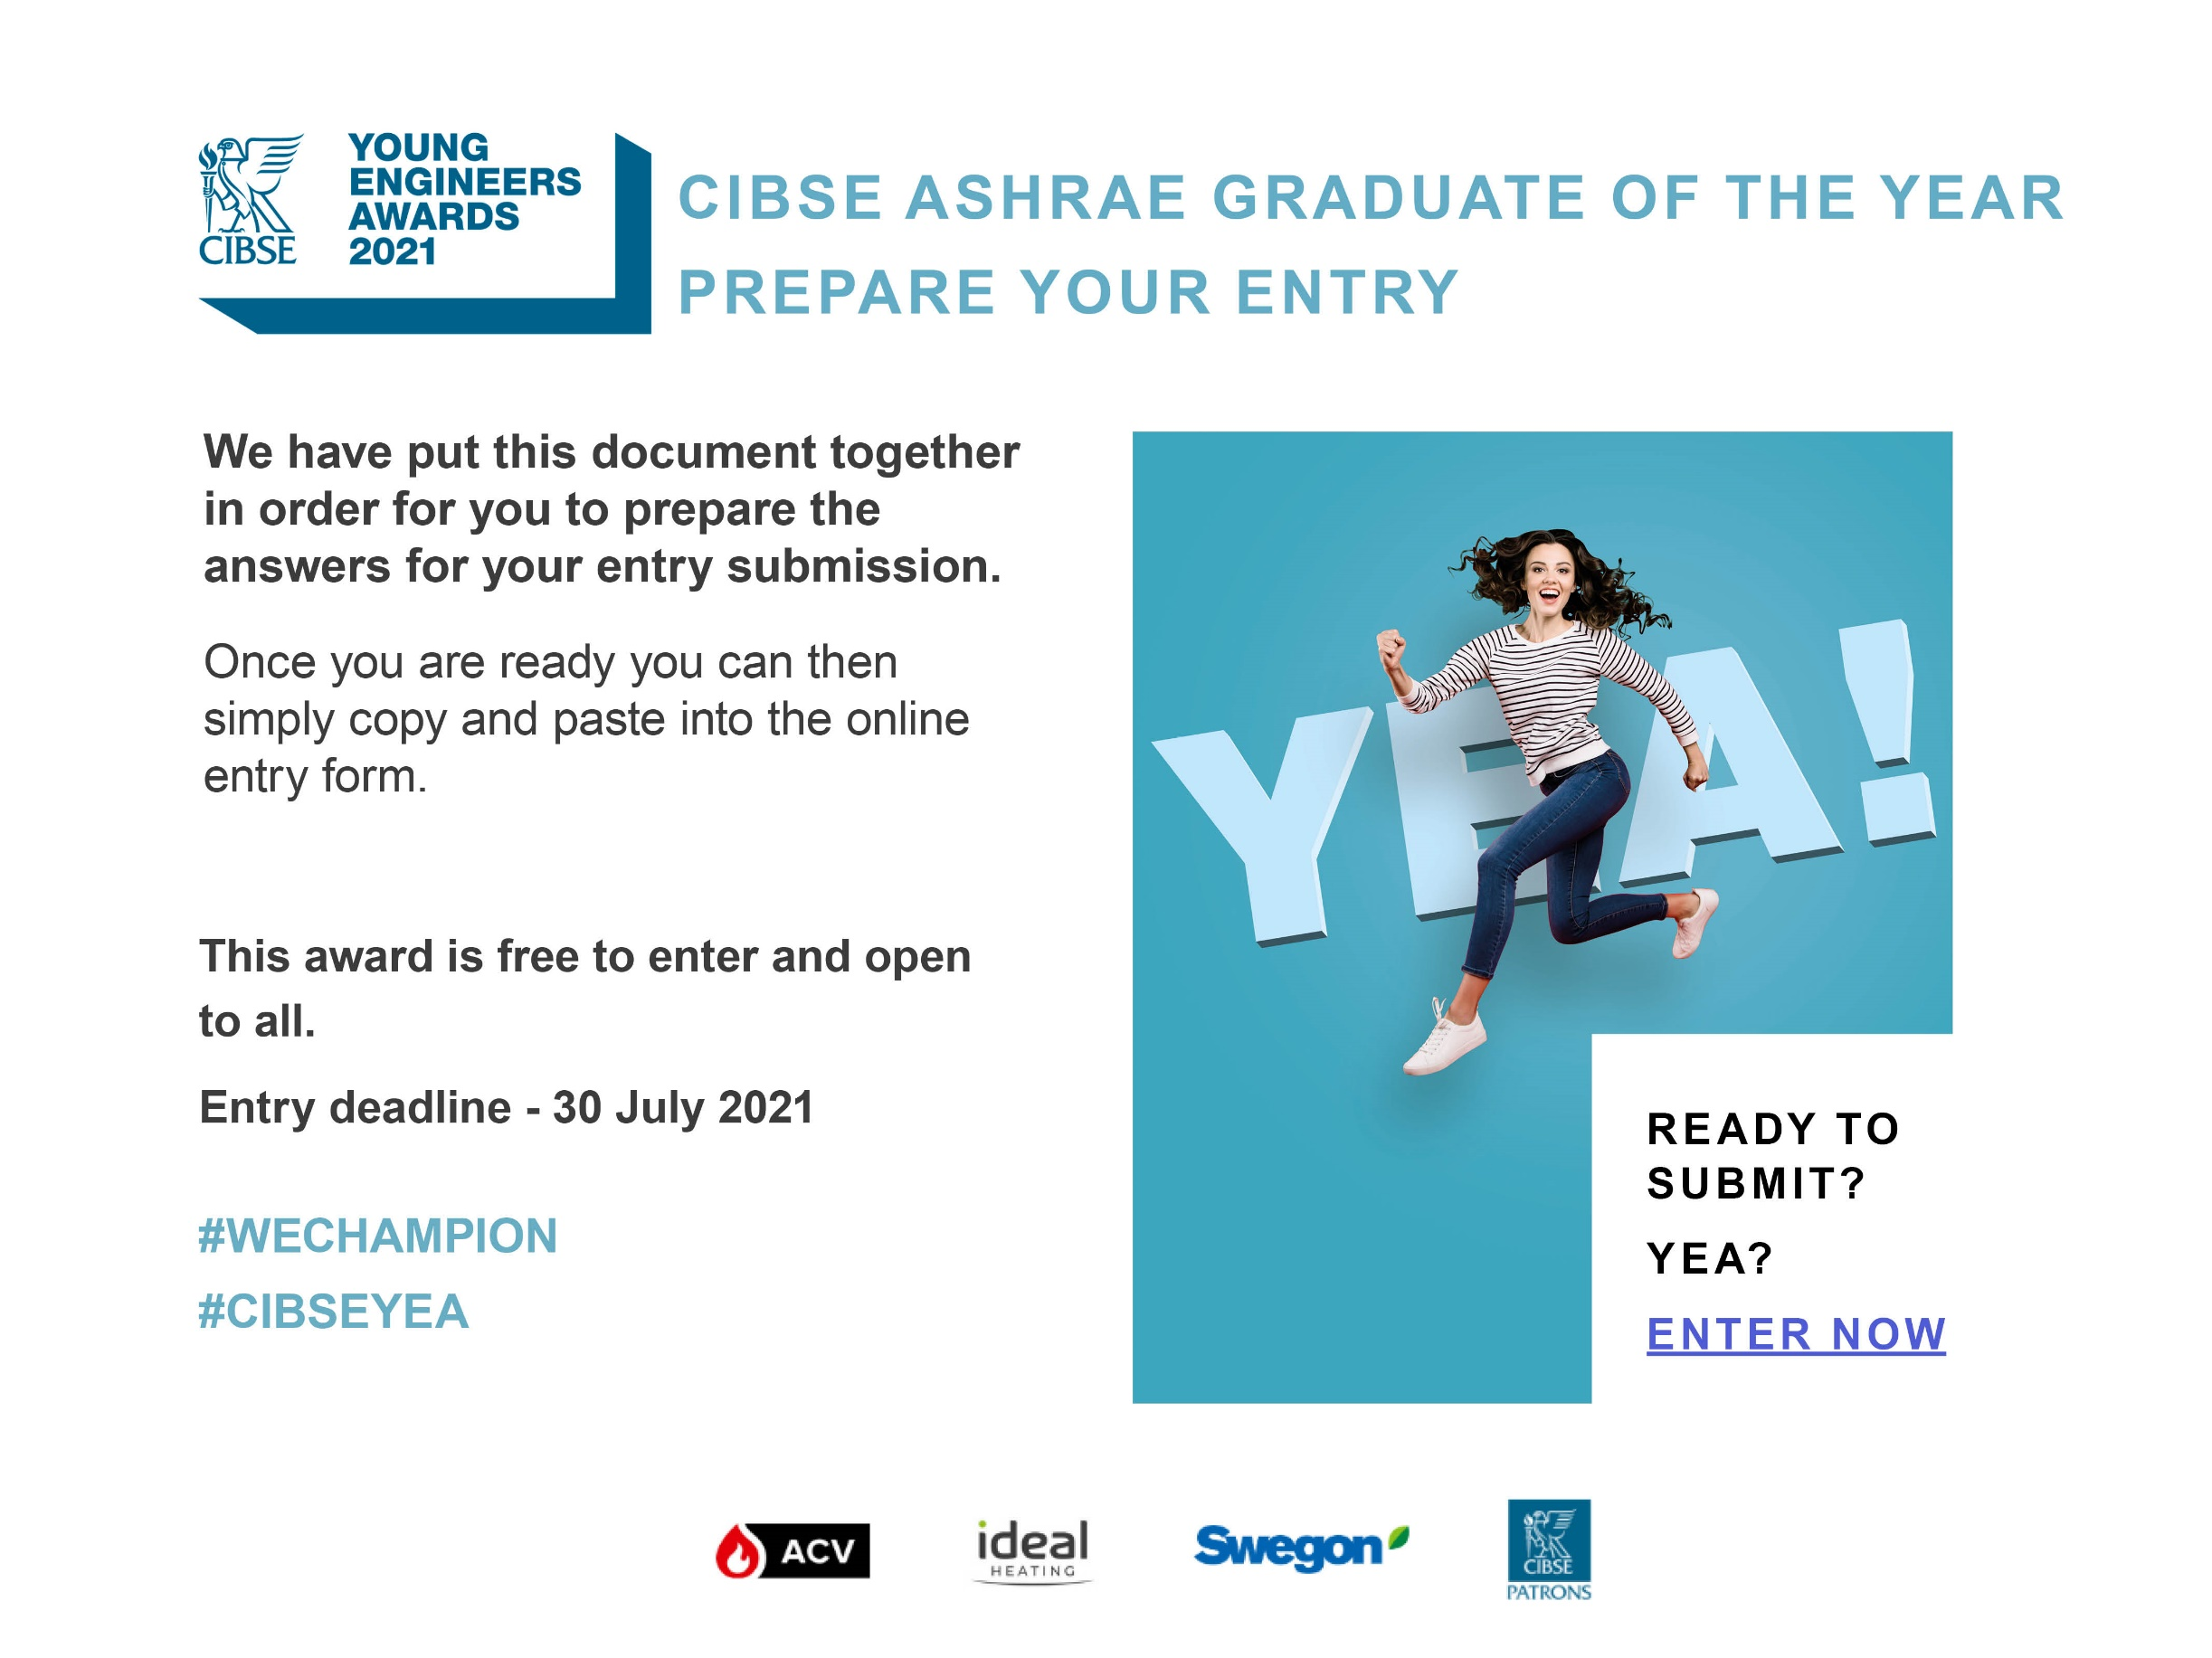 CIBSE
YOUNG
ENGINEERS
AWARDS
2021
CIBSE ASHRAE GRADUATE OF THE YEAR
PREPARE YOUR ENTRY
We have put this document together
in order for you to prepare the
answers for your entry submission.
Once you are ready you can then
simply copy and paste into the online
entry form.
This award is free to enter and open
to all.
Entry deadline - 30 July 2021
#WECHAMPION
#CIBSEYEA
YEA!
READY TO
SUBMIT?
YEA?
ENTER NOW
ACV
ideal
HEATING
Swegon
CIBSE
PATRONS